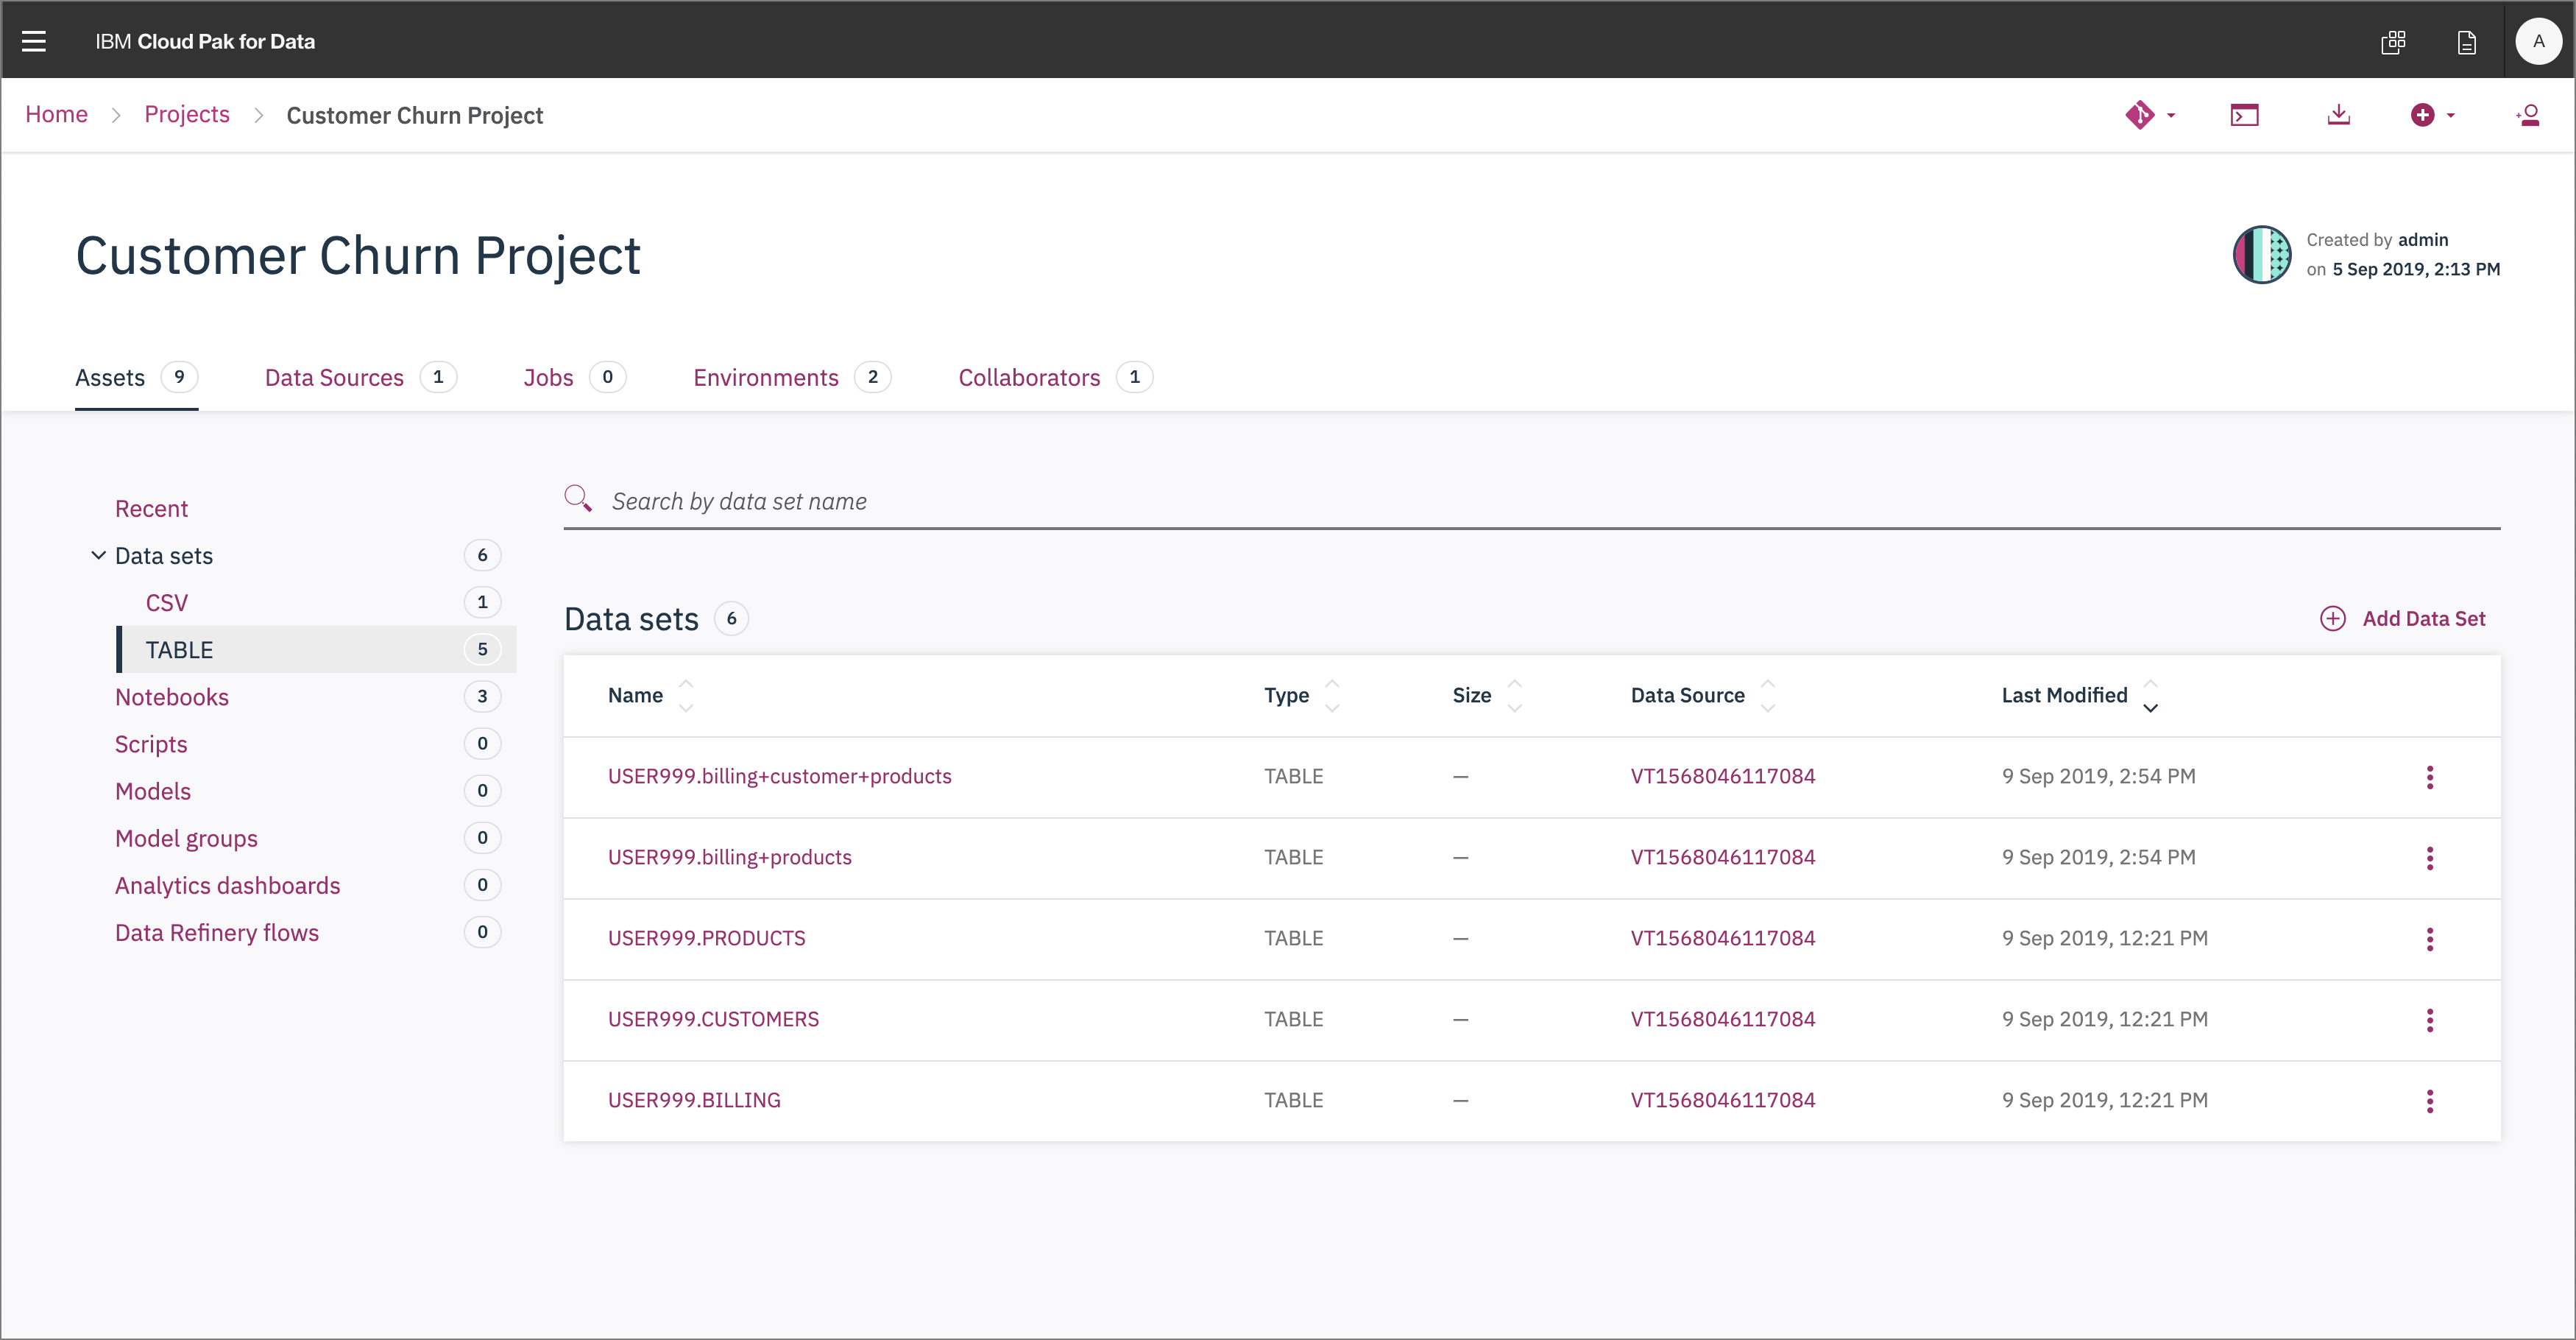 IBM Cloud Pak for Data
A
Home
Projects
Customer Churn Project
Customer Churn Project
Created by admin
on 5 Sep 2019, 2:13 PM
Assets 9
Data Sources 1
Jobs 0
Environments 2
Collaborators 1
Recent
Data sets 6
CSV 1
TABLE 5
Notebooks 3
Scripts 0
Models 0
Model groups 0
Analytics dashboards 0
Data Refinery flows 0
Search by data set name
Data sets 6
Add Data Set
Name Type Size Data Source Last Modified
USER999.billing+customer+products TABLE — VT1568046117084 9 Sep 2019, 2:54 PM
USER999.billing+products TABLE — VT1568046117084 9 Sep 2019, 2:54 PM
USER999.PRODUCTS TABLE — VT1568046117084 9 Sep 2019, 12:21 PM
USER999.CUSTOMERS TABLE — VT1568046117084 9 Sep 2019, 12:21 PM
USER999.BILLING TABLE — VT1568046117084 9 Sep 2019, 12:21 PM